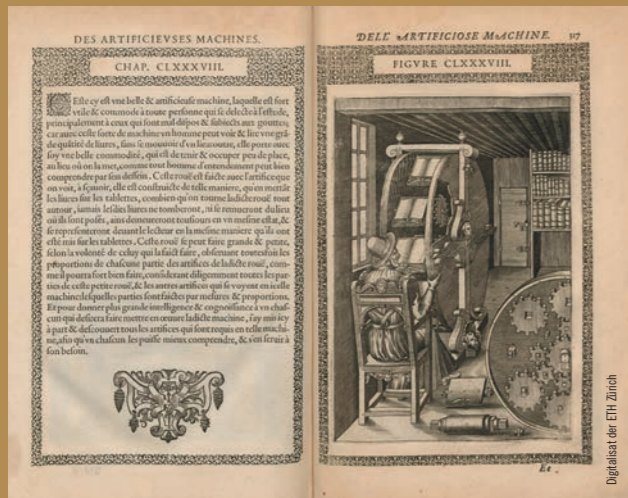 DES ARTIFICIEVSES MACHINES.
CHAP. CLXXXVIII.
CEste cy est vne belle & artificieuse machine, laquelle est fort
vtile & commode à toute personne qui se delecte à l'estude,
principalement à ceux qui sont mal dispos & subiects aux gouttes,
car auec ceste sorte de machine vn homme peut voir & lire vne grã-
de quãtité de liures, sans se mouuoir d'vn lieu: outre, elle porte auec
soy vne belle commodité, qui est de tenir & occuper peu de place,
au lieu où on la met, comme tout homme d'entendement peut bien
comprendre par son dessein. Ceste rouë est faicte auec l'artifice que
on voit, à sçauoir, elle est construicte de telle maniere, qu'en mettãt
les liures sur les tablettes, combien qu'on tourne ladicte rouë tout
autour, iamais lesdits liures ne tomberont, ni se remueront du lieu
où ils sont posés, ains demeureront tousiours en vn mesme estat, &
se representeront deuant le lecteur en la mesme maniere qu'ils ont
esté mis sur les tablettes. Ceste rouë se peut faire grande & petite,
selon la volonté de celuy qui la faict faire, obseruant toutesfois les
proportions de chascune partie des artifices de ladicte rouë, com-
me il pourra fort bien faire, considerant diligemment toutes les par-
ties de ceste petite rouë, & les autres artifices qui se voyent en icelle
machine: lesquelles parties sont faictes par mesures & proportions.
Et pour donner plus grande intelligence & cognoissance à vn chas-
cun qui desirera faire mettre en œuure ladicte machine, i'ay mis icy
à part & descouuert tous les artifices qui sont requis en telle machi-
ne, afin qu'vn chascun les puisse mieux comprendre, & s'en seruir à
son besoin.
DELL' ARTIFICIOSE MACHINE. 317
FIGVRE CLXXXVIII.
Ee
Digitalisat der ETH Zürich